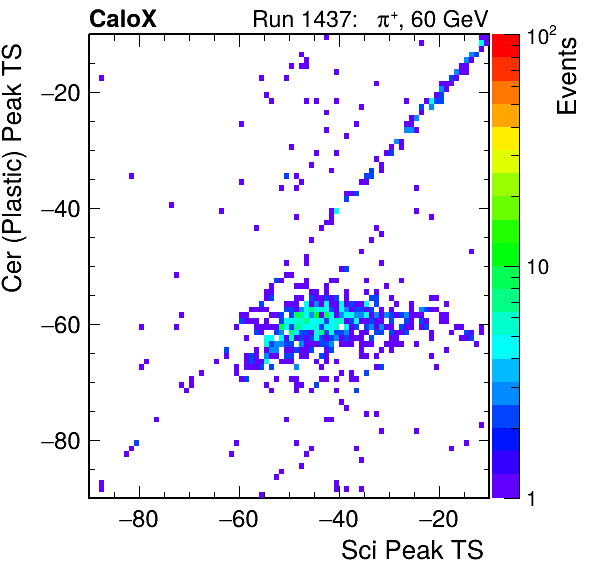 CaloX Run 1437: π⁺, 60 GeV
Cer (Plastic) Peak TS
−20
−40
−60
−80
−80 −60 −40 −20
Sci Peak TS
10²
10
1
Events